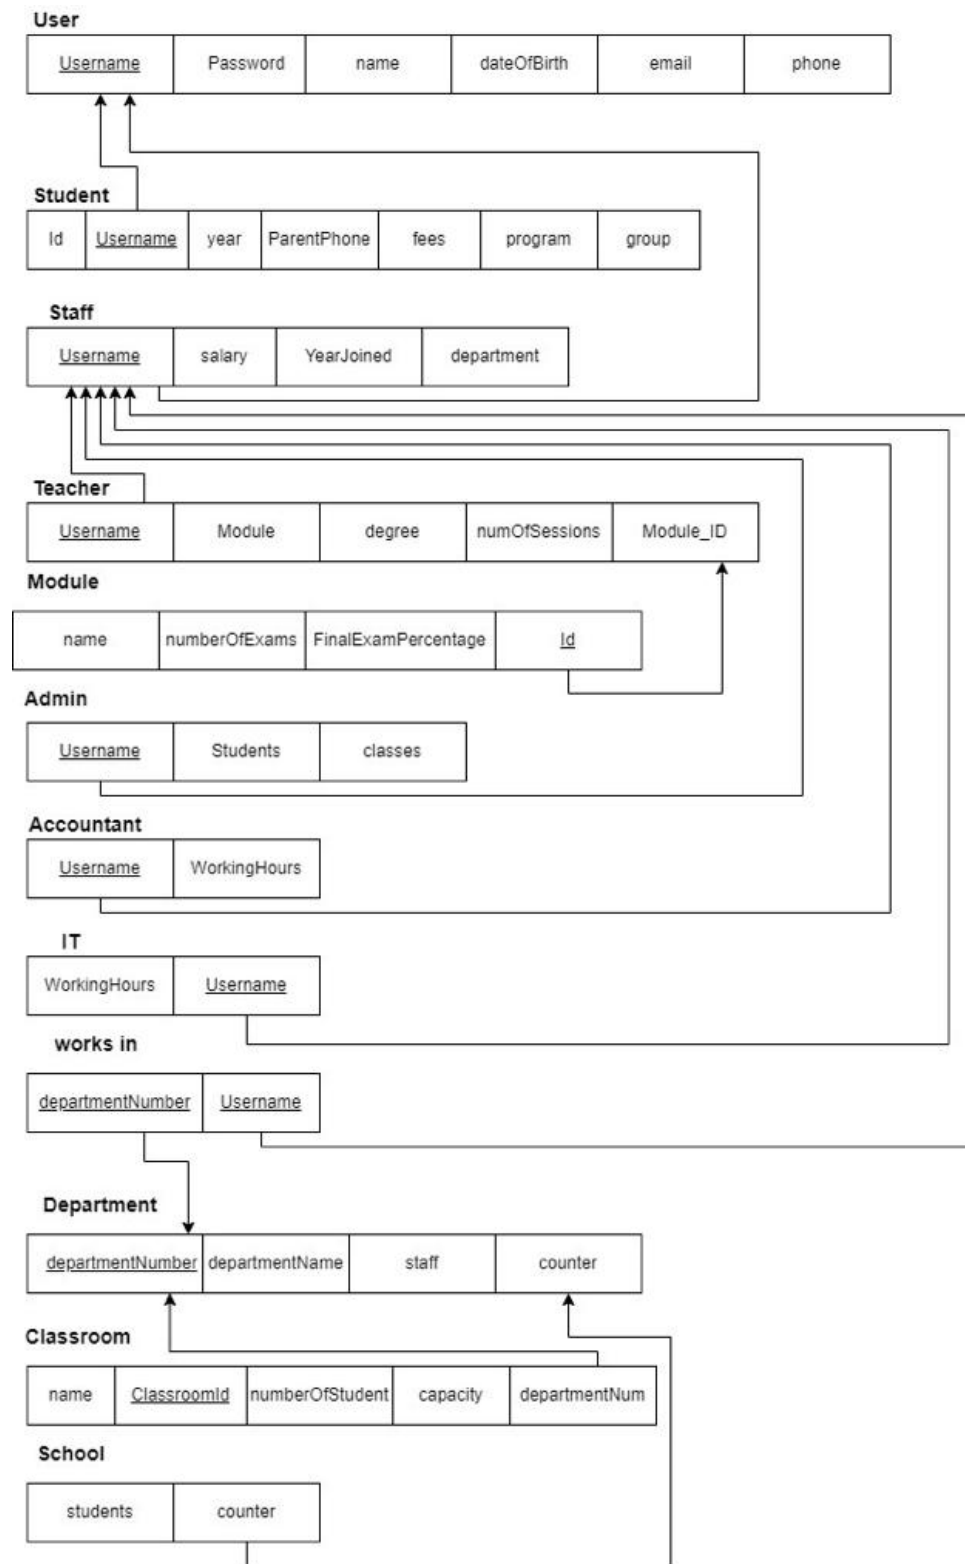 User
Username Password name dateOfBirth email phone
Student
Id Username year ParentPhone fees program group
Staff
Username salary YearJoined department
Teacher
Username Module degree numOfSessions Module_ID
Module
name numberOfExams FinalExamPercentage Id
Admin
Username Students classes
Accountant
Username WorkingHours
IT
WorkingHours Username
works in
departmentNumber Username
Department
departmentNumber departmentName staff counter
Classroom
name ClassroomId numberOfStudent capacity departmentNum
School
students counter